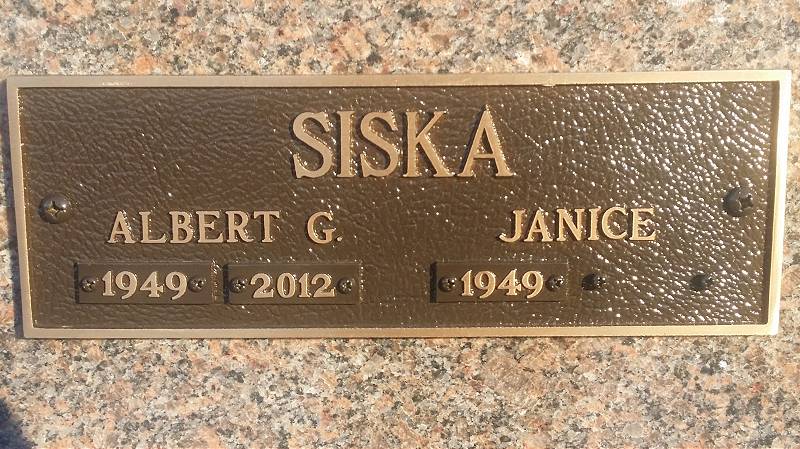 SISKA
ALBERT G. JANICE
1949 2012 1949